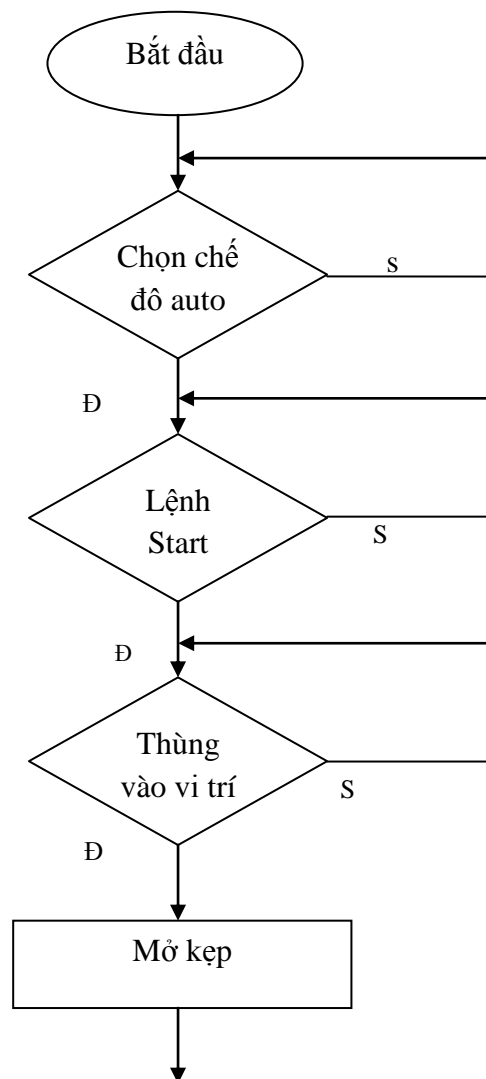 Bắt đầu
Chọn chế
S
đô auto
Đ
Lệnh
Start
S
Đ
Thùng
vào vi trí
S
Đ
Mở kẹp